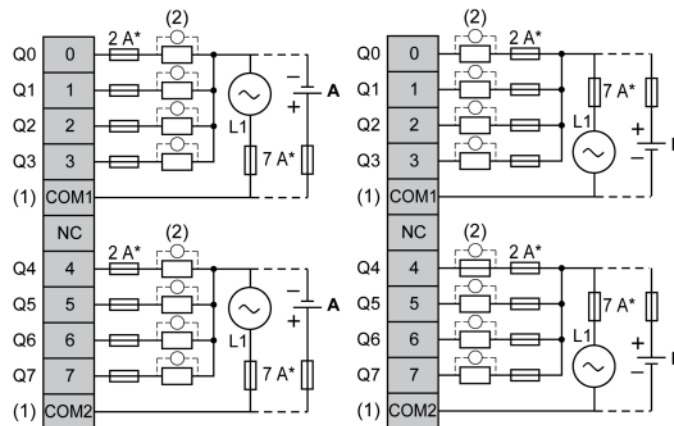 (2)
Q0 0 2 A*
Q1 1
Q2 2
Q3 3
(1) COM1
NC
L1
7 A*
− + A
(2)
Q4 4 2 A*
Q5 5
Q6 6
Q7 7
(1) COM2
L1
7 A*
− + A
(2)
Q0 0 2 A*
Q1 1
Q2 2
Q3 3
(1) COM1
NC
7 A*
L1
+ −
(2)
Q4 4 2 A*
Q5 5
Q6 6
Q7 7
(1) COM2
7 A*
L1
+ −